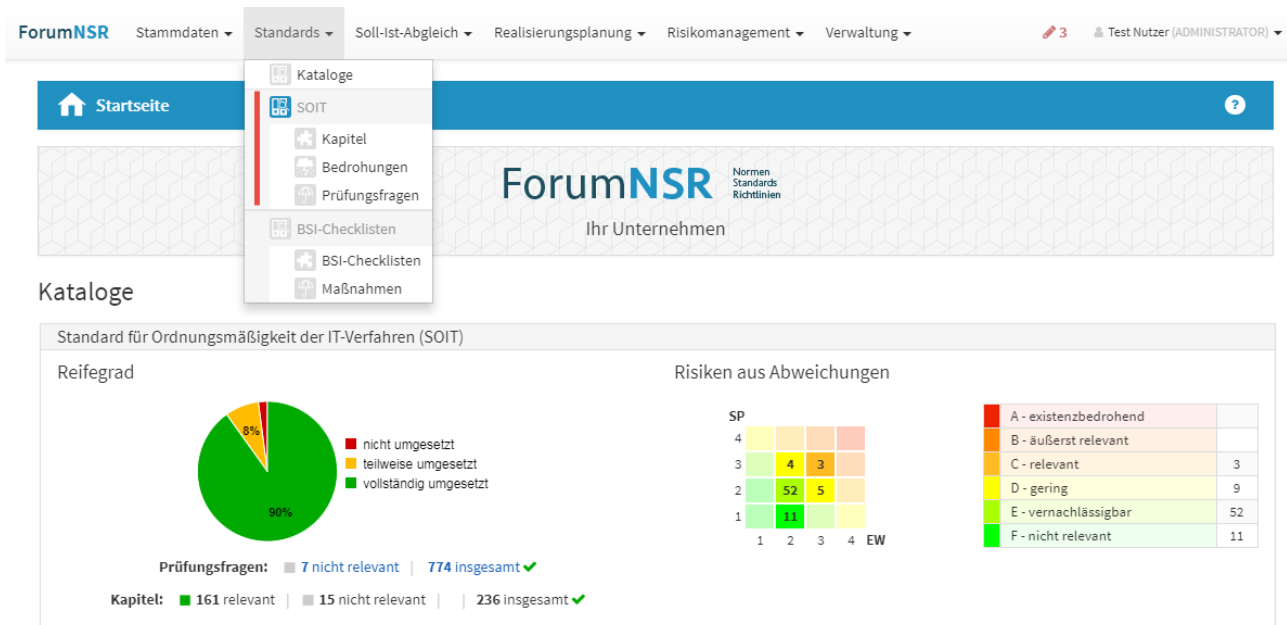 ForumNSR Stammdaten Standards Soll-Ist-Abgleich Realisierungsplanung Risikomanagement Verwaltung 3 Test Nutzer (ADMINISTRATOR)
Kataloge
SOIT
Kapitel
Bedrohungen
Prüfungsfragen
BSI-Checklisten
BSI-Checklisten
Maßnahmen
Startseite ?
ForumNSR
Normen
Standards
Richtlinien
Ihr Unternehmen
Kataloge
Standard für Ordnungsmäßigkeit der IT-Verfahren (SOIT)
Reifegrad
8%
90%
nicht umgesetzt
teilweise umgesetzt
vollständig umgesetzt
Prüfungsfragen: 7 nicht relevant | 774 insgesamt
Kapitel: 161 relevant | 15 nicht relevant | | 236 insgesamt
Risiken aus Abweichungen
SP
4
3 4 3
2 52 5
1 11
1 2 3 4 EW
A - existenzbedrohend
B - äußerst relevant
C - relevant 3
D - gering 9
E - vernachlässigbar 52
F - nicht relevant 11